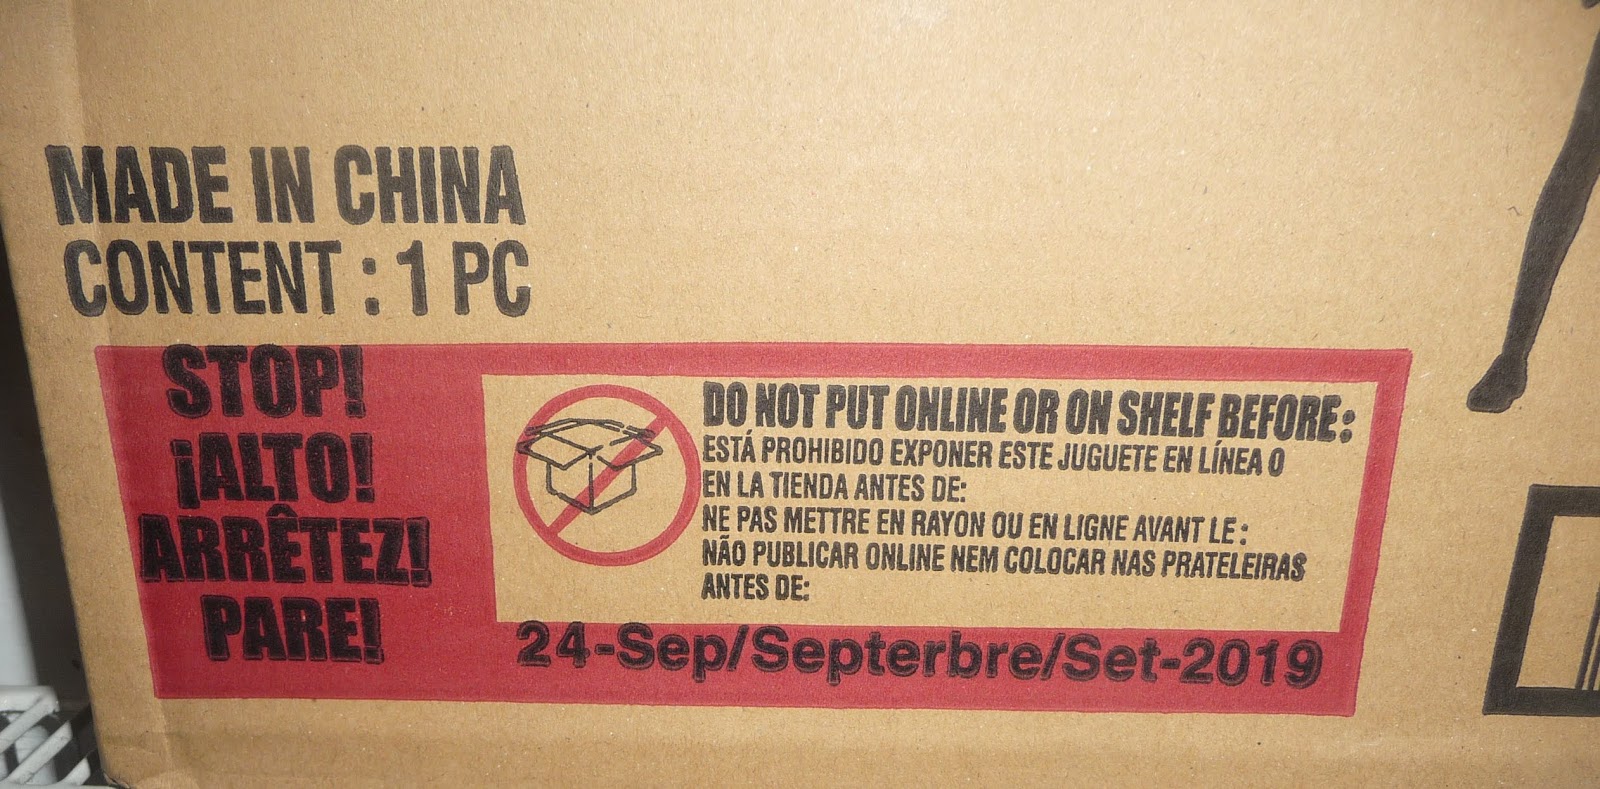 MADE IN CHINA
CONTENT : 1 PC
STOP!
¡ALTO!
ARRÊTEZ!
PARE!
DO NOT PUT ONLINE OR ON SHELF BEFORE:
ESTÁ PROHIBIDO EXPONER ESTE JUGUETE EN LÍNEA O
EN LA TIENDA ANTES DE:
NE PAS METTRE EN RAYON OU EN LIGNE AVANT LE :
NÃO PUBLICAR ONLINE NEM COLOCAR NAS PRATELEIRAS
ANTES DE:
24-Sep/Septerbre/Set-2019